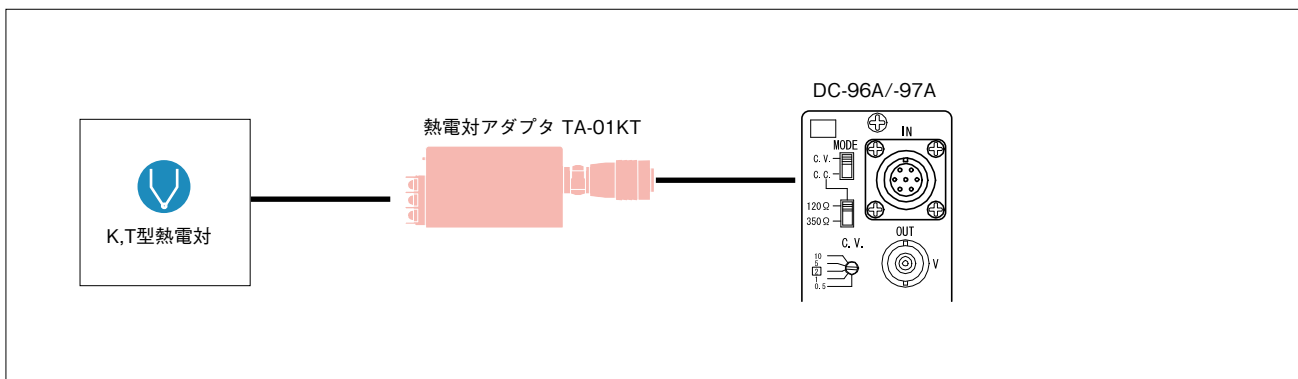 DC-96A/-97A
熱電対アダプタ TA-01KT
K,T型熱電対
IN
MODE
C.V.
C.C.
120Ω
350Ω
OUT
C.V.
V
10
5
2
1
0.5